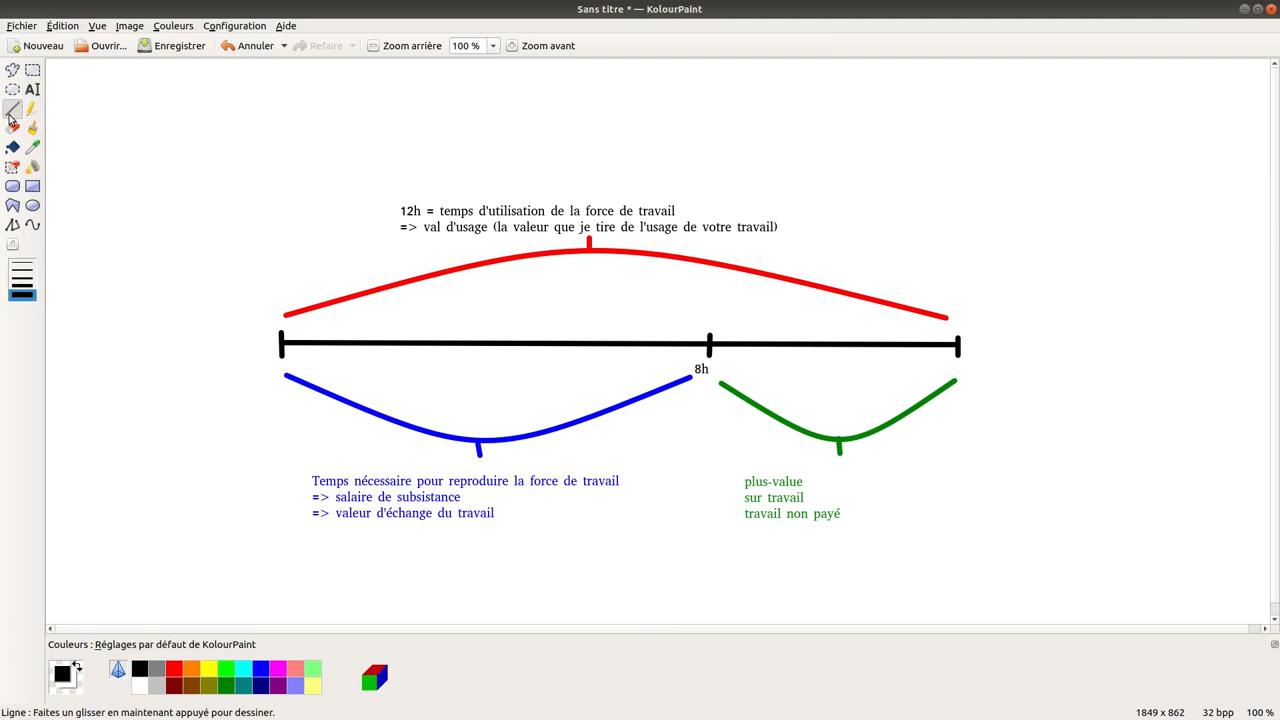 Sans titre * — KolourPaint
Fichier Édition Vue Image Couleurs Configuration Aide
Nouveau Ouvrir... Enregistrer Annuler Refaire Zoom arrière 100 % Zoom avant
AI
12h = temps d'utilisation de la force de travail
=> val d'usage (la valeur que je tire de l'usage de votre travail)
8h
Temps nécessaire pour reproduire la force de travail
=> salaire de subsistance
=> valeur d'échange du travail
plus-value
sur travail
travail non payé
Couleurs : Réglages par défaut de KolourPaint
Ligne : Faites un glisser en maintenant appuyé pour dessiner.
1849 x 862 32 bpp 100 %